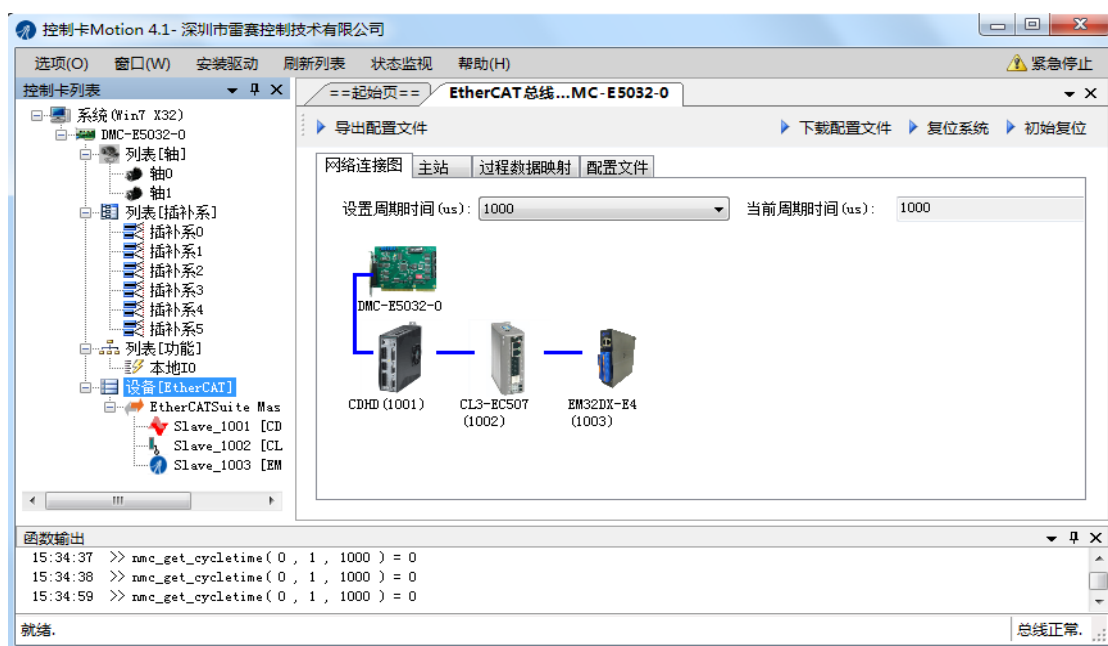 控制卡Motion 4.1- 深圳市雷赛控制技术有限公司
选项(O) 窗口(W) 安装驱动 刷新列表 状态监视 帮助(H) 紧急停止
控制卡列表
==起始页== EtherCAT总线...MC-E5032-0
系统(Win7 X32)
DMC-E5032-0
列表[轴]
轴0
轴1
列表[插补系]
插补系0
插补系1
插补系2
插补系3
插补系4
插补系5
列表[功能]
本地IO
设备[EtherCAT]
EtherCATSuite Mas
Slave_1001 [CD
Slave_1002 [CL
Slave_1003 [EM
导出配置文件 下载配置文件 复位系统 初始复位
网络连接图 主站 过程数据映射 配置文件
设置周期时间(us): 1000 当前周期时间(us): 1000
DMC-E5032-0
CDHD(1001) CL3-EC507 EM32DX-E4
(1002) (1003)
函数输出
15:34:37 >> nmc_get_cycletime( 0 , 1 , 1000 ) = 0
15:34:38 >> nmc_get_cycletime( 0 , 1 , 1000 ) = 0
15:34:59 >> nmc_get_cycletime( 0 , 1 , 1000 ) = 0
就绪. 总线正常.